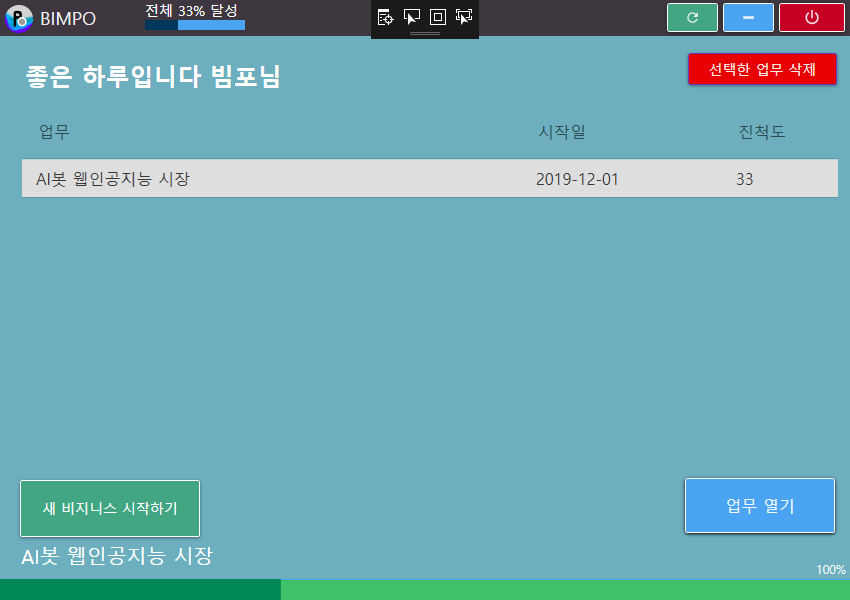 BIMPO
전체 33% 달성
좋은 하루입니다 빔포님
선택한 업무 삭제
업무 시작일 진척도
AI봇 웹인공지능 시장 2019-12-01 33
새 비지니스 시작하기
업무 열기
AI봇 웹인공지능 시장
100%